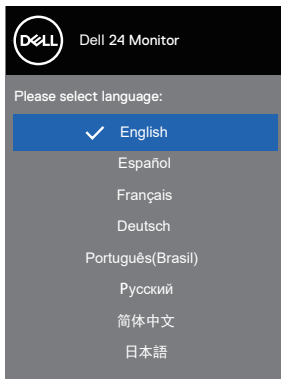 DELL
Dell 24 Monitor
Please select language:
English
Español
Français
Deutsch
Português(Brasil)
Русский
简体中文
日本語